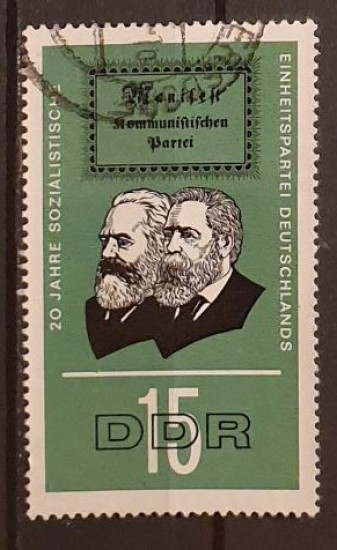 Manifest
Kommunistischen
Partei
20 JAHRE SOZIALISTISCHE
EINHEITSPARTEI DEUTSCHLANDS
15
DDR